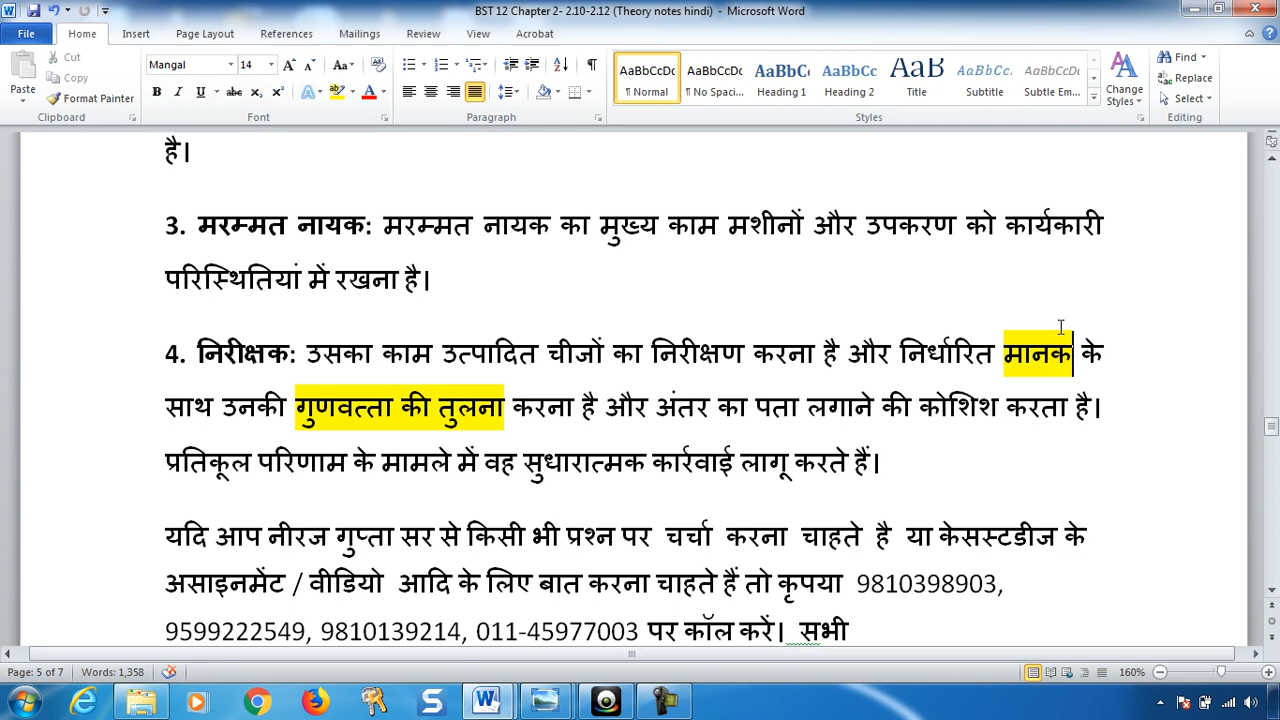 BST 12 Chapter 2- 2.10-2.12 (Theory notes hindi) - Microsoft Word
File Home Insert Page Layout References Mailings Review View Acrobat
Paste Cut Copy Format Painter Clipboard
Mangal 14 Font
Paragraph
AaBbCcDc ¶ Normal AaBbCcDc ¶ No Spaci... AaBbCc Heading 1 AaBbCc Heading 2 AaB Title AaBbCcL Subtitle AaBbCcDc Subtle Em... Change Styles Styles
Find Replace Select Editing
है।
3. मरम्मत नायक: मरम्मत नायक का मुख्य काम मशीनों और उपकरण को कार्यकारी
परिस्थितियां में रखना है।
4. निरीक्षक: उसका काम उत्पादित चीजों का निरीक्षण करना है और निर्धारित मानक के
साथ उनकी गुणवत्ता की तुलना करना है और अंतर का पता लगाने की कोशिश करता है।
प्रतिकूल परिणाम के मामले में वह सुधारात्मक कार्रवाई लागू करते हैं।
यदि आप नीरज गुप्ता सर से किसी भी प्रश्न पर चर्चा करना चाहते है या केसस्टडीज के
असाइनमेंट / वीडियो आदि के लिए बात करना चाहते हैं तो कृपया 9810398903,
9599222549, 9810139214, 011-45977003 पर कॉल करें। सभी
Page: 5 of 7 Words: 1,358 160%
7:21 PM